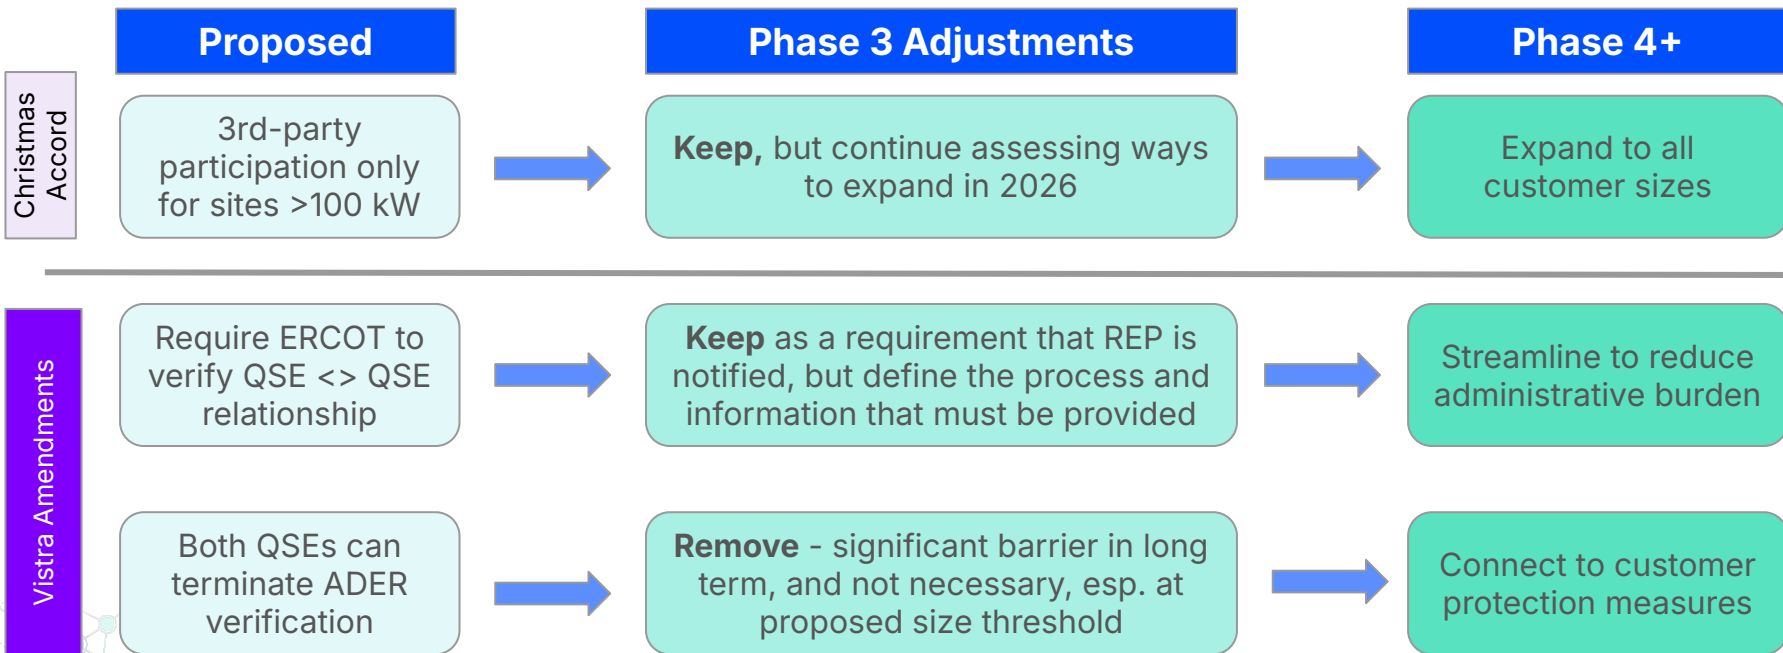 Proposed
Phase 3 Adjustments
Phase 4+
Christmas
Accord
3rd-party
participation only
for sites >100 kW
Keep, but continue assessing ways
to expand in 2026
Expand to all
customer sizes
Vistra Amendments
Require ERCOT to
verify QSE <> QSE
relationship
Keep as a requirement that REP is
notified, but define the process and
information that must be provided
Streamline to reduce
administrative burden
Both QSEs can
terminate ADER
verification
Remove - significant barrier in long
term, and not necessary, esp. at
proposed size threshold
Connect to customer
protection measures